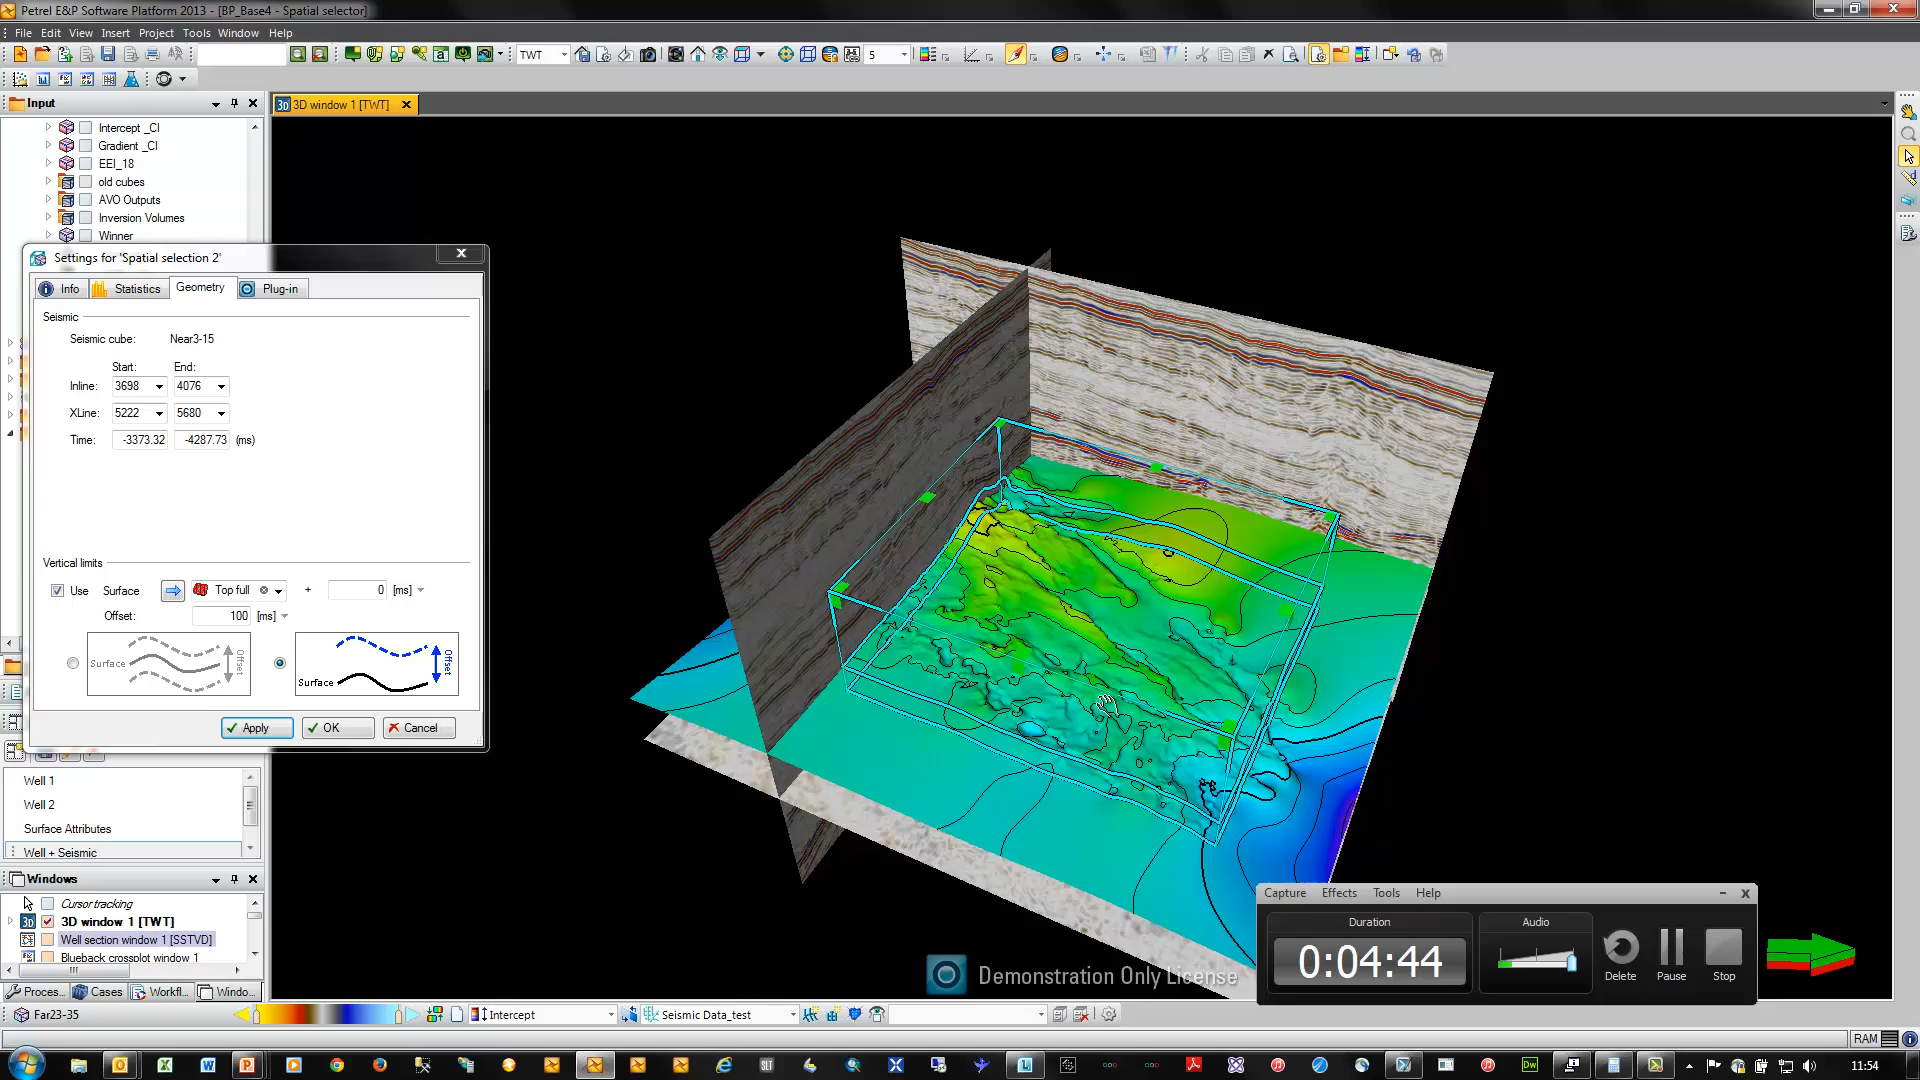 Petrel E&P Software Platform 2013 - [BP_Base4 - Spatial selector]
File Edit View Insert Project Tools Window Help
TWT 5
Input
3D window 1 [TWT]
Intercept _CI
Gradient _CI
EEI_18
old cubes
AVO Outputs
Inversion Volumes
Winner
Settings for 'Spatial selection 2'
Info Statistics Geometry Plug-in
Seismic
Seismic cube: Near3-15
Start: End:
Inline: 3698 4076
XLine: 5222 5680
Time: -3373.32 -4287.73 (ms)
Vertical limits
Use Surface Top full + 0 [ms]
Offset: 100 [ms]
Surface Offset
Surface Offset
Apply OK Cancel
Well 1
Well 2
Surface Attributes
Well + Seismic
Windows
Cursor tracking
3D window 1 [TWT]
Well section window 1 [SSTVD]
Blueback crossplot window 1
Proces... Cases Workfl... Windo...
Demonstration Only License
Capture Effects Tools Help
Duration Audio
0:04:44
Delete Pause Stop
Far23-35 Intercept Seismic Data_test
RAM
SLT Dw 11:54